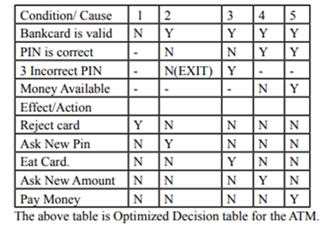 Condition/ Cause 1 2 3 4 5
Bankcard is valid N Y Y Y Y
PIN is correct - N N Y Y
3 Incorrect PIN - N(EXIT) Y - -
Money Available - - - N Y
Effect/Action
Reject card Y N N N N
Ask New Pin N Y N N N
Eat Card. N N Y N N
Ask New Amount N N N Y N
Pay Money N N N N Y
The above table is Optimized Decision table for the ATM.